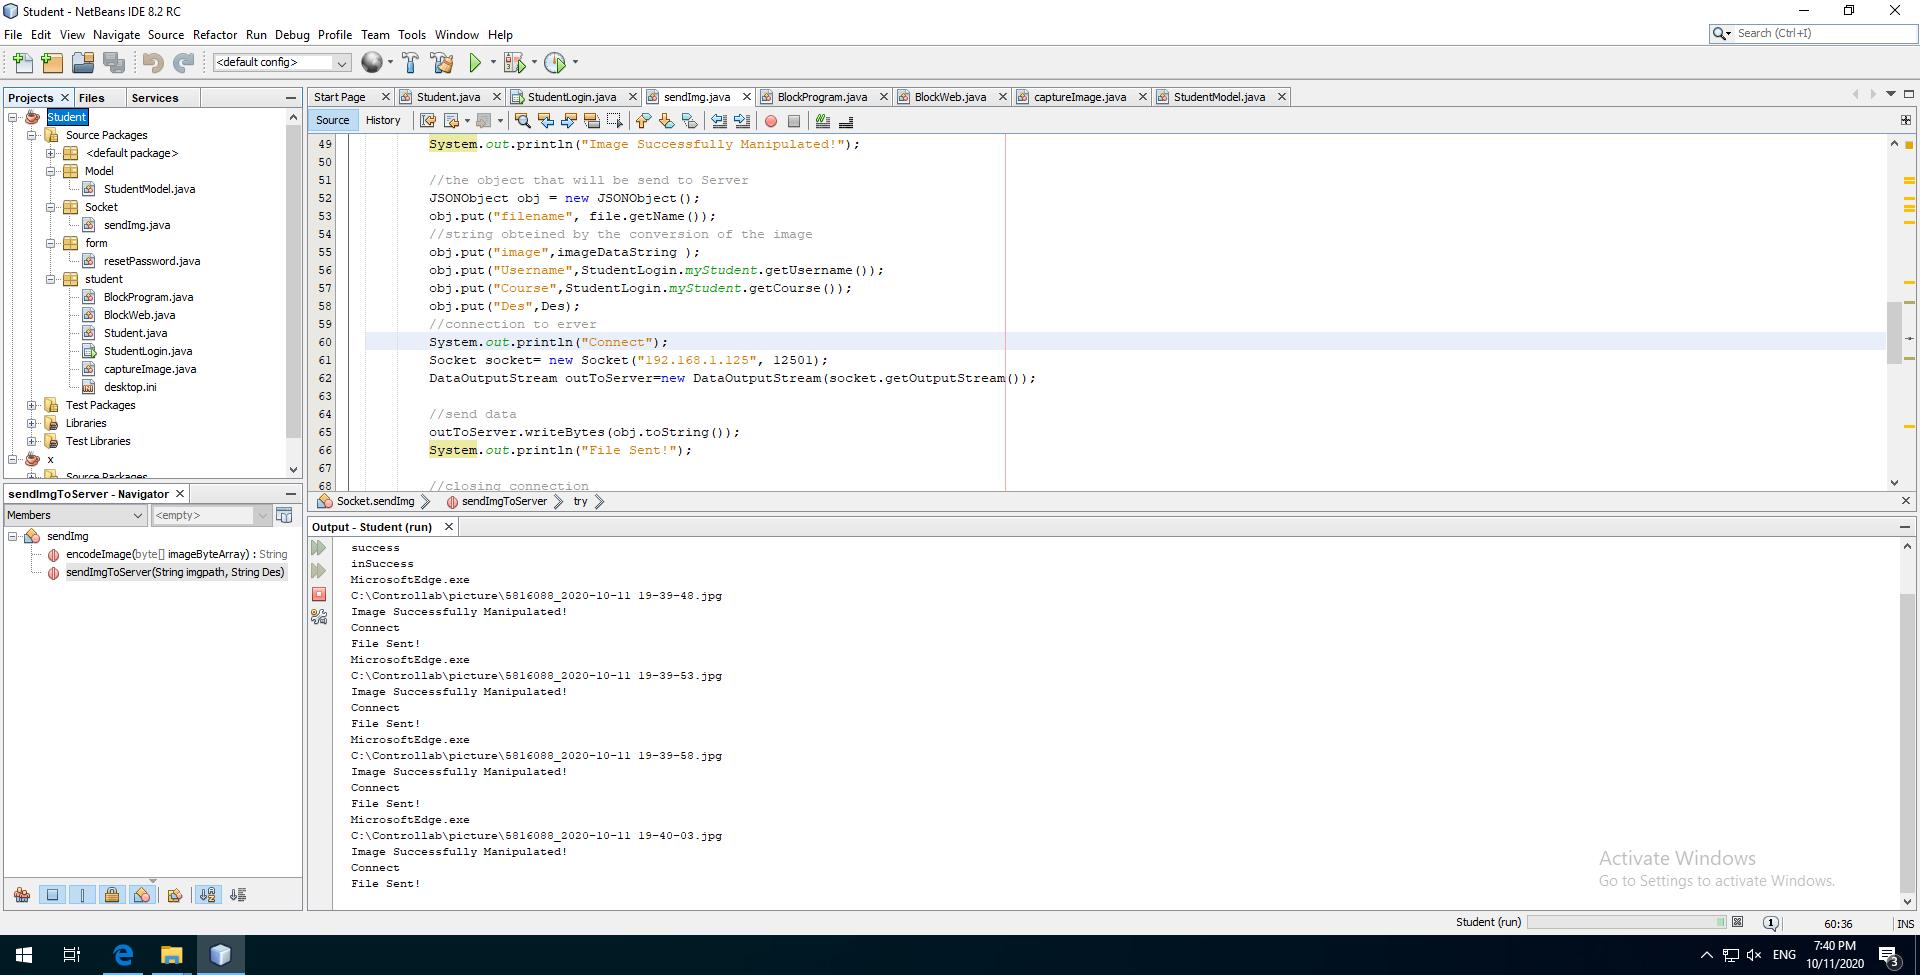 Student - NetBeans IDE 8.2 RC
File Edit View Navigate Source Refactor Run Debug Profile Team Tools Window Help
Search (Ctrl+I)
<default config>
Projects Files Services
Student
Source Packages
<default package>
Model
StudentModel.java
Socket
sendImg.java
form
resetPassword.java
student
BlockProgram.java
BlockWeb.java
Student.java
StudentLogin.java
captureImage.java
desktop.ini
Test Packages
Libraries
Test Libraries
x
Source Packages
sendImgToServer - Navigator
Members <empty>
sendImg
encodeImage(byte[] imageByteArray) : String
sendImgToServer(String imgpath, String Des)
Start Page Student.java StudentLogin.java sendImg.java BlockProgram.java BlockWeb.java captureImage.java StudentModel.java
Source History
49 System.out.println("Image Successfully Manipulated!");
50
51 //the object that will be send to Server
52 JSONObject obj = new JSONObject();
53 obj.put("filename", file.getName());
54 //string obteined by the conversion of the image
55 obj.put("image",imageDataString );
56 obj.put("Username",StudentLogin.myStudent.getUsername());
57 obj.put("Course",StudentLogin.myStudent.getCourse());
58 obj.put("Des",Des);
59 //connection to erver
60 System.out.println("Connect");
61 Socket socket= new Socket("192.168.1.125", 12501);
62 DataOutputStream outToServer=new DataOutputStream(socket.getOutputStream());
63
64 //send data
65 outToServer.writeBytes(obj.toString());
66 System.out.println("File Sent!");
67
68 //closing connection
Socket.sendImg sendImgToServer try
Output - Student (run)
success
inSuccess
MicrosoftEdge.exe
C:\Controllab\picture\5816088_2020-10-11 19-39-48.jpg
Image Successfully Manipulated!
Connect
File Sent!
MicrosoftEdge.exe
C:\Controllab\picture\5816088_2020-10-11 19-39-53.jpg
Image Successfully Manipulated!
Connect
File Sent!
MicrosoftEdge.exe
C:\Controllab\picture\5816088_2020-10-11 19-39-58.jpg
Image Successfully Manipulated!
Connect
File Sent!
MicrosoftEdge.exe
C:\Controllab\picture\5816088_2020-10-11 19-40-03.jpg
Image Successfully Manipulated!
Connect
File Sent!
Activate Windows
Go to Settings to activate Windows.
Student (run) 1 60:36 INS
ENG
7:40 PM
10/11/2020
3